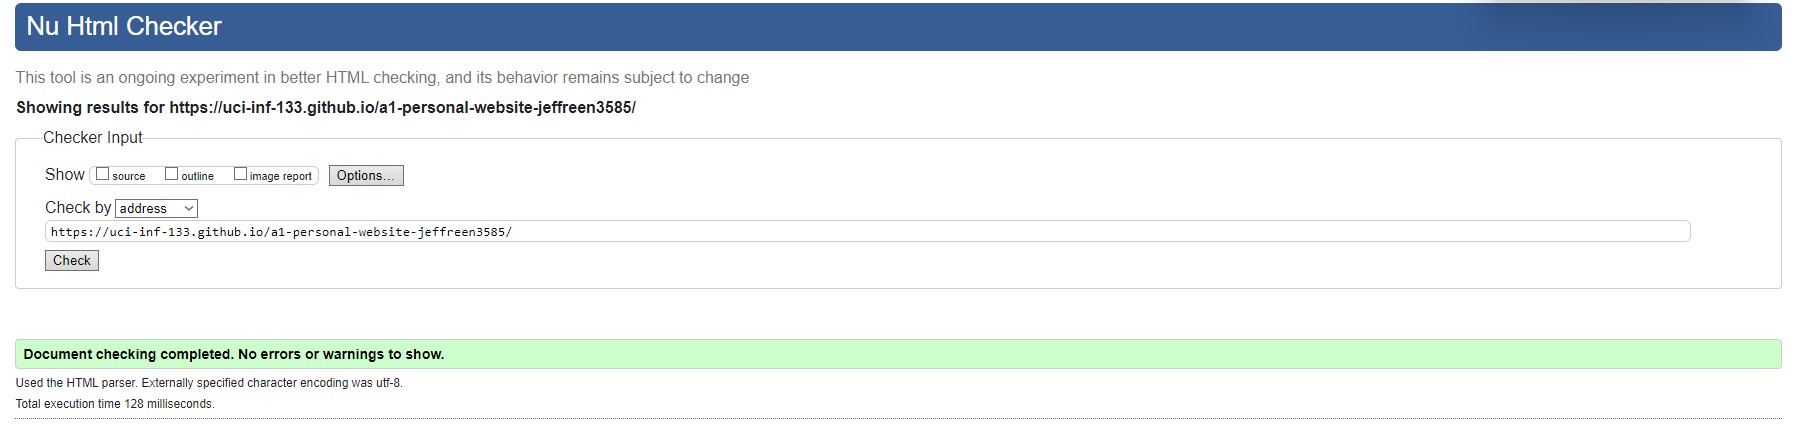 Nu Html Checker
This tool is an ongoing experiment in better HTML checking, and its behavior remains subject to change
Showing results for https://uci-inf-133.github.io/a1-personal-website-jeffreen3585/
Checker Input
Show source outline image report Options...
Check by address
https://uci-inf-133.github.io/a1-personal-website-jeffreen3585/
Check
Document checking completed. No errors or warnings to show.
Used the HTML parser. Externally specified character encoding was utf-8.
Total execution time 128 milliseconds.